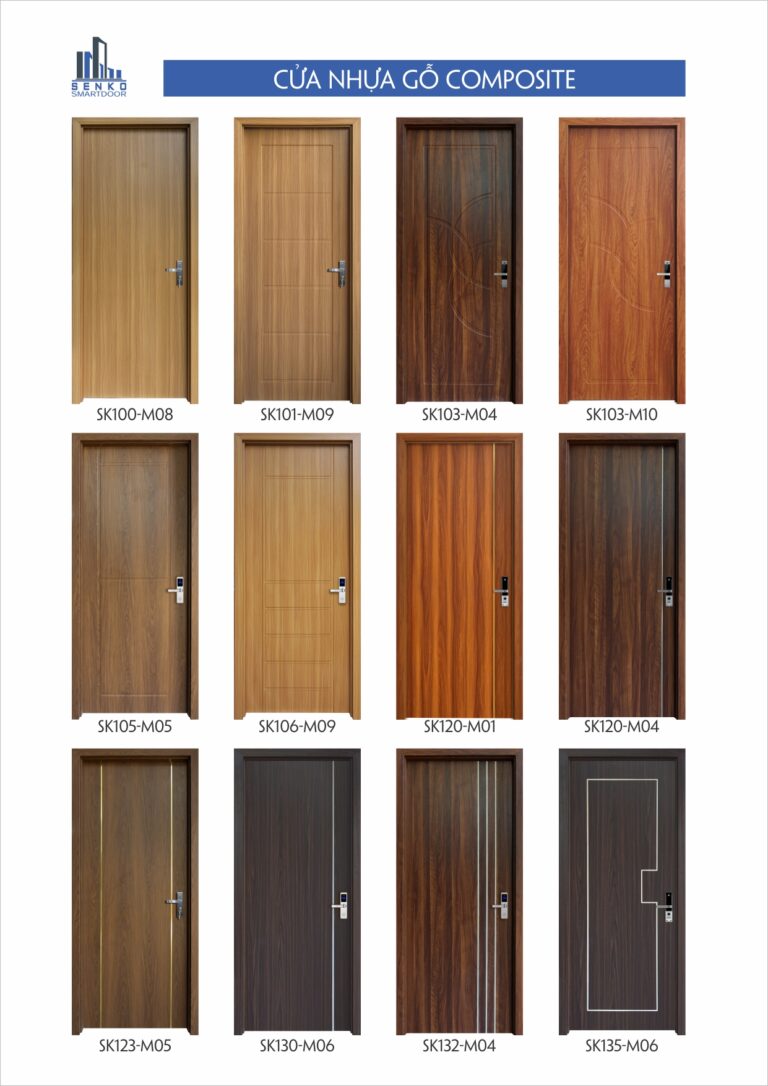 SENKO
SMARTDOOR
CỬA NHỰA GỖ COMPOSITE
SK100-M08
SK101-M09
SK103-M04
SK103-M10
SK105-M05
SK106-M09
SK120-M01
SK120-M04
SK123-M05
SK130-M06
SK132-M04
SK135-M06